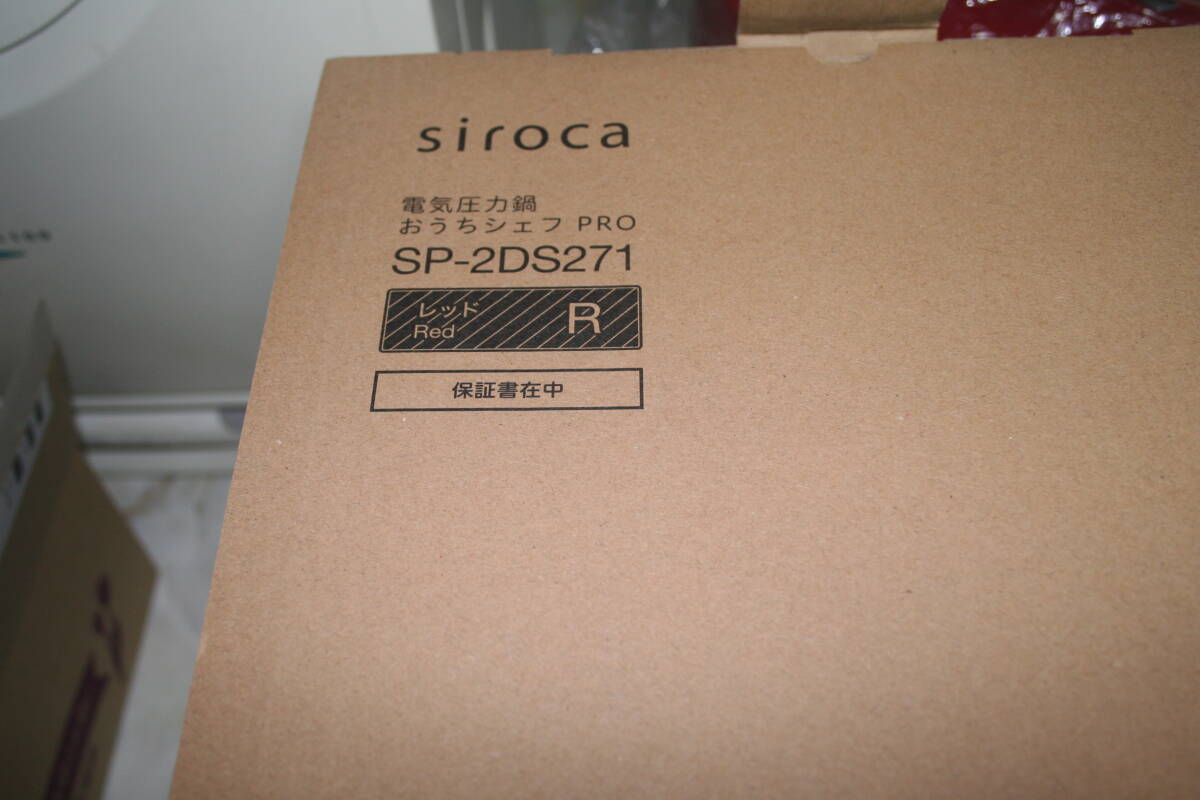 siroca
電気圧力鍋
おうちシェフ PRO
SP-2DS271
レッド
Red
R
保証書在中